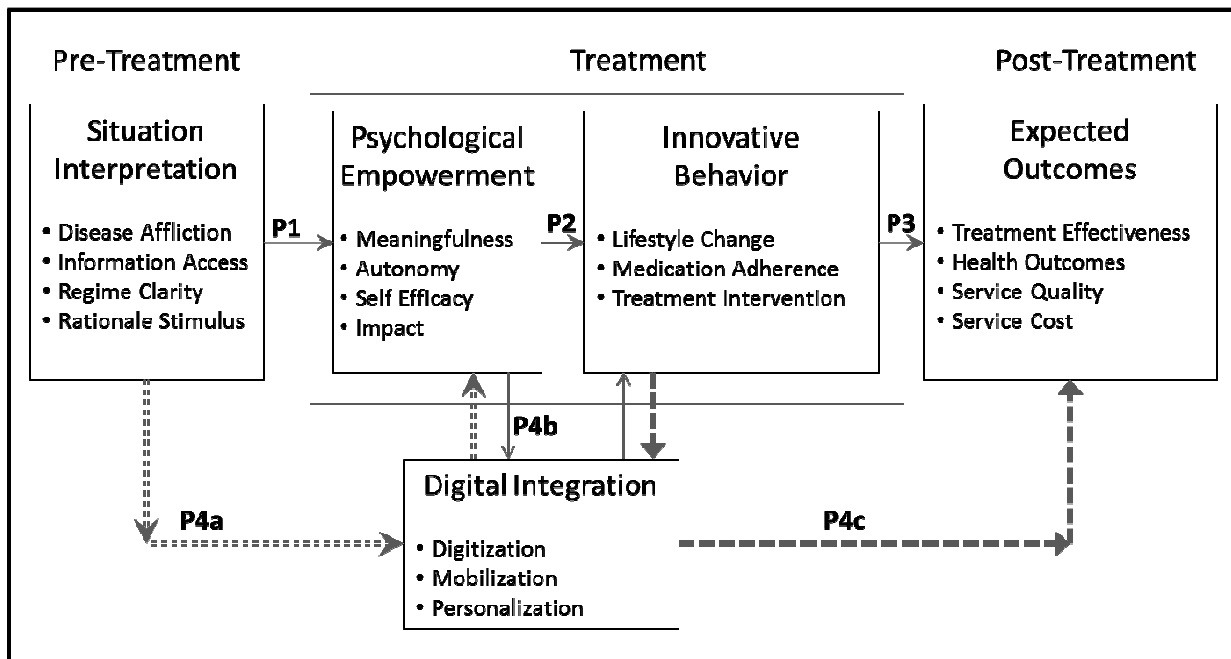 Pre-Treatment
Treatment
Post-Treatment
Situation
Interpretation
• Disease Affliction
• Information Access
• Regime Clarity
• Rationale Stimulus
P1
Psychological
Empowerment
• Meaningfulness
• Autonomy
• Self Efficacy
• Impact
P2
Innovative
Behavior
• Lifestyle Change
• Medication Adherence
• Treatment Intervention
P3
Expected
Outcomes
• Treatment Effectiveness
• Health Outcomes
• Service Quality
• Service Cost
P4b
P4a
Digital Integration
• Digitization
• Mobilization
• Personalization
P4c